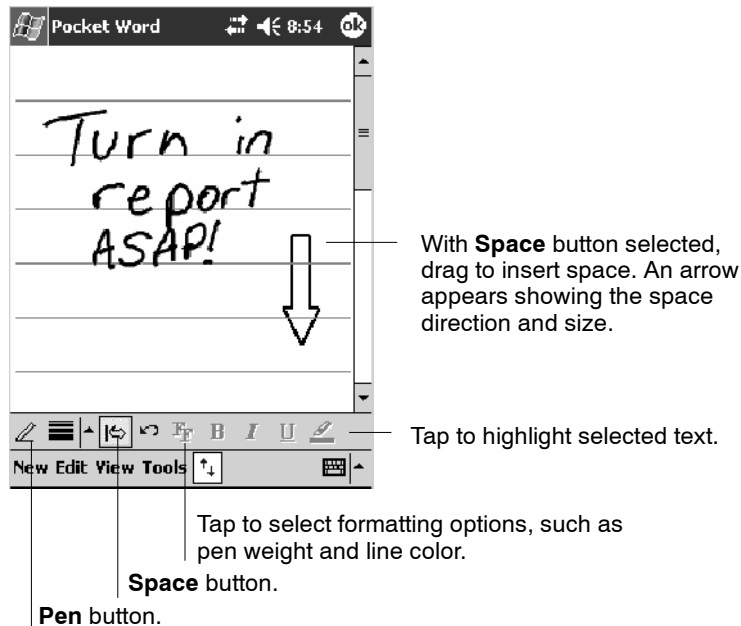 Pocket Word 8:54 ok
Turn in
report
ASAP!
With Space button selected,
drag to insert space. An arrow
appears showing the space
direction and size.
B I U
Tap to highlight selected text.
New Edit View Tools
Tap to select formatting options, such as
pen weight and line color.
Space button.
Pen button.